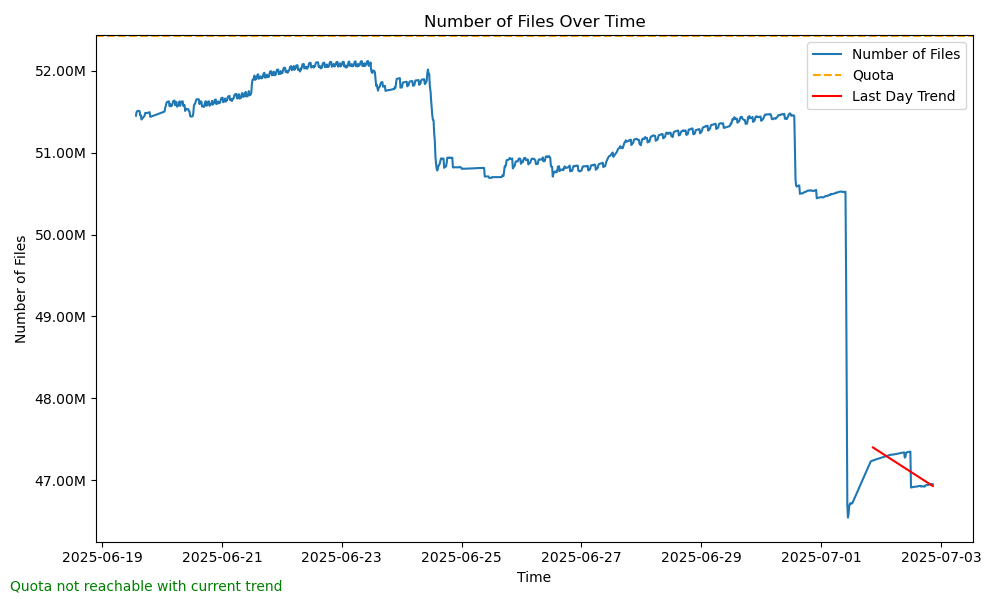 Number of Files Over Time
Number of Files
Quota
Last Day Trend
52.00M
51.00M
50.00M
49.00M
48.00M
47.00M
Number of Files
2025-06-19 2025-06-21 2025-06-23 2025-06-25 2025-06-27 2025-06-29 2025-07-01 2025-07-03
Time
Quota not reachable with current trend